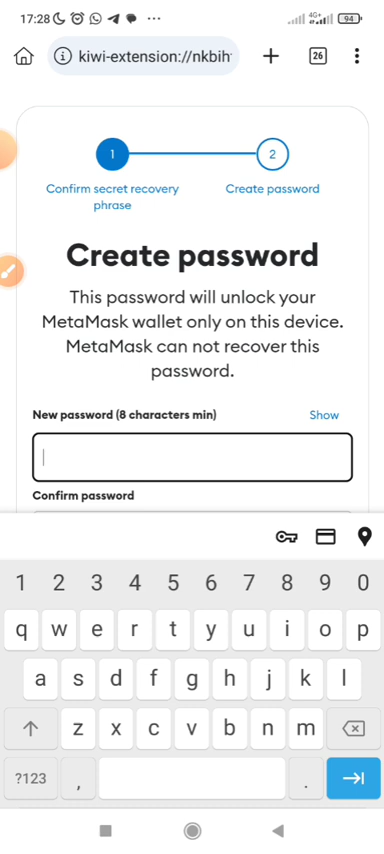 17:28
4G+
94
kiwi-extension://nkbih
26
1
2
Confirm secret recovery
phrase
Create password
Create password
This password will unlock your
MetaMask wallet only on this device.
MetaMask can not recover this
password.
New password (8 characters min)
Show
Confirm password
1 2 3 4 5 6 7 8 9 0
q w e r t y u i o p
a s d f g h j k l
z x c v b n m
?123 , .